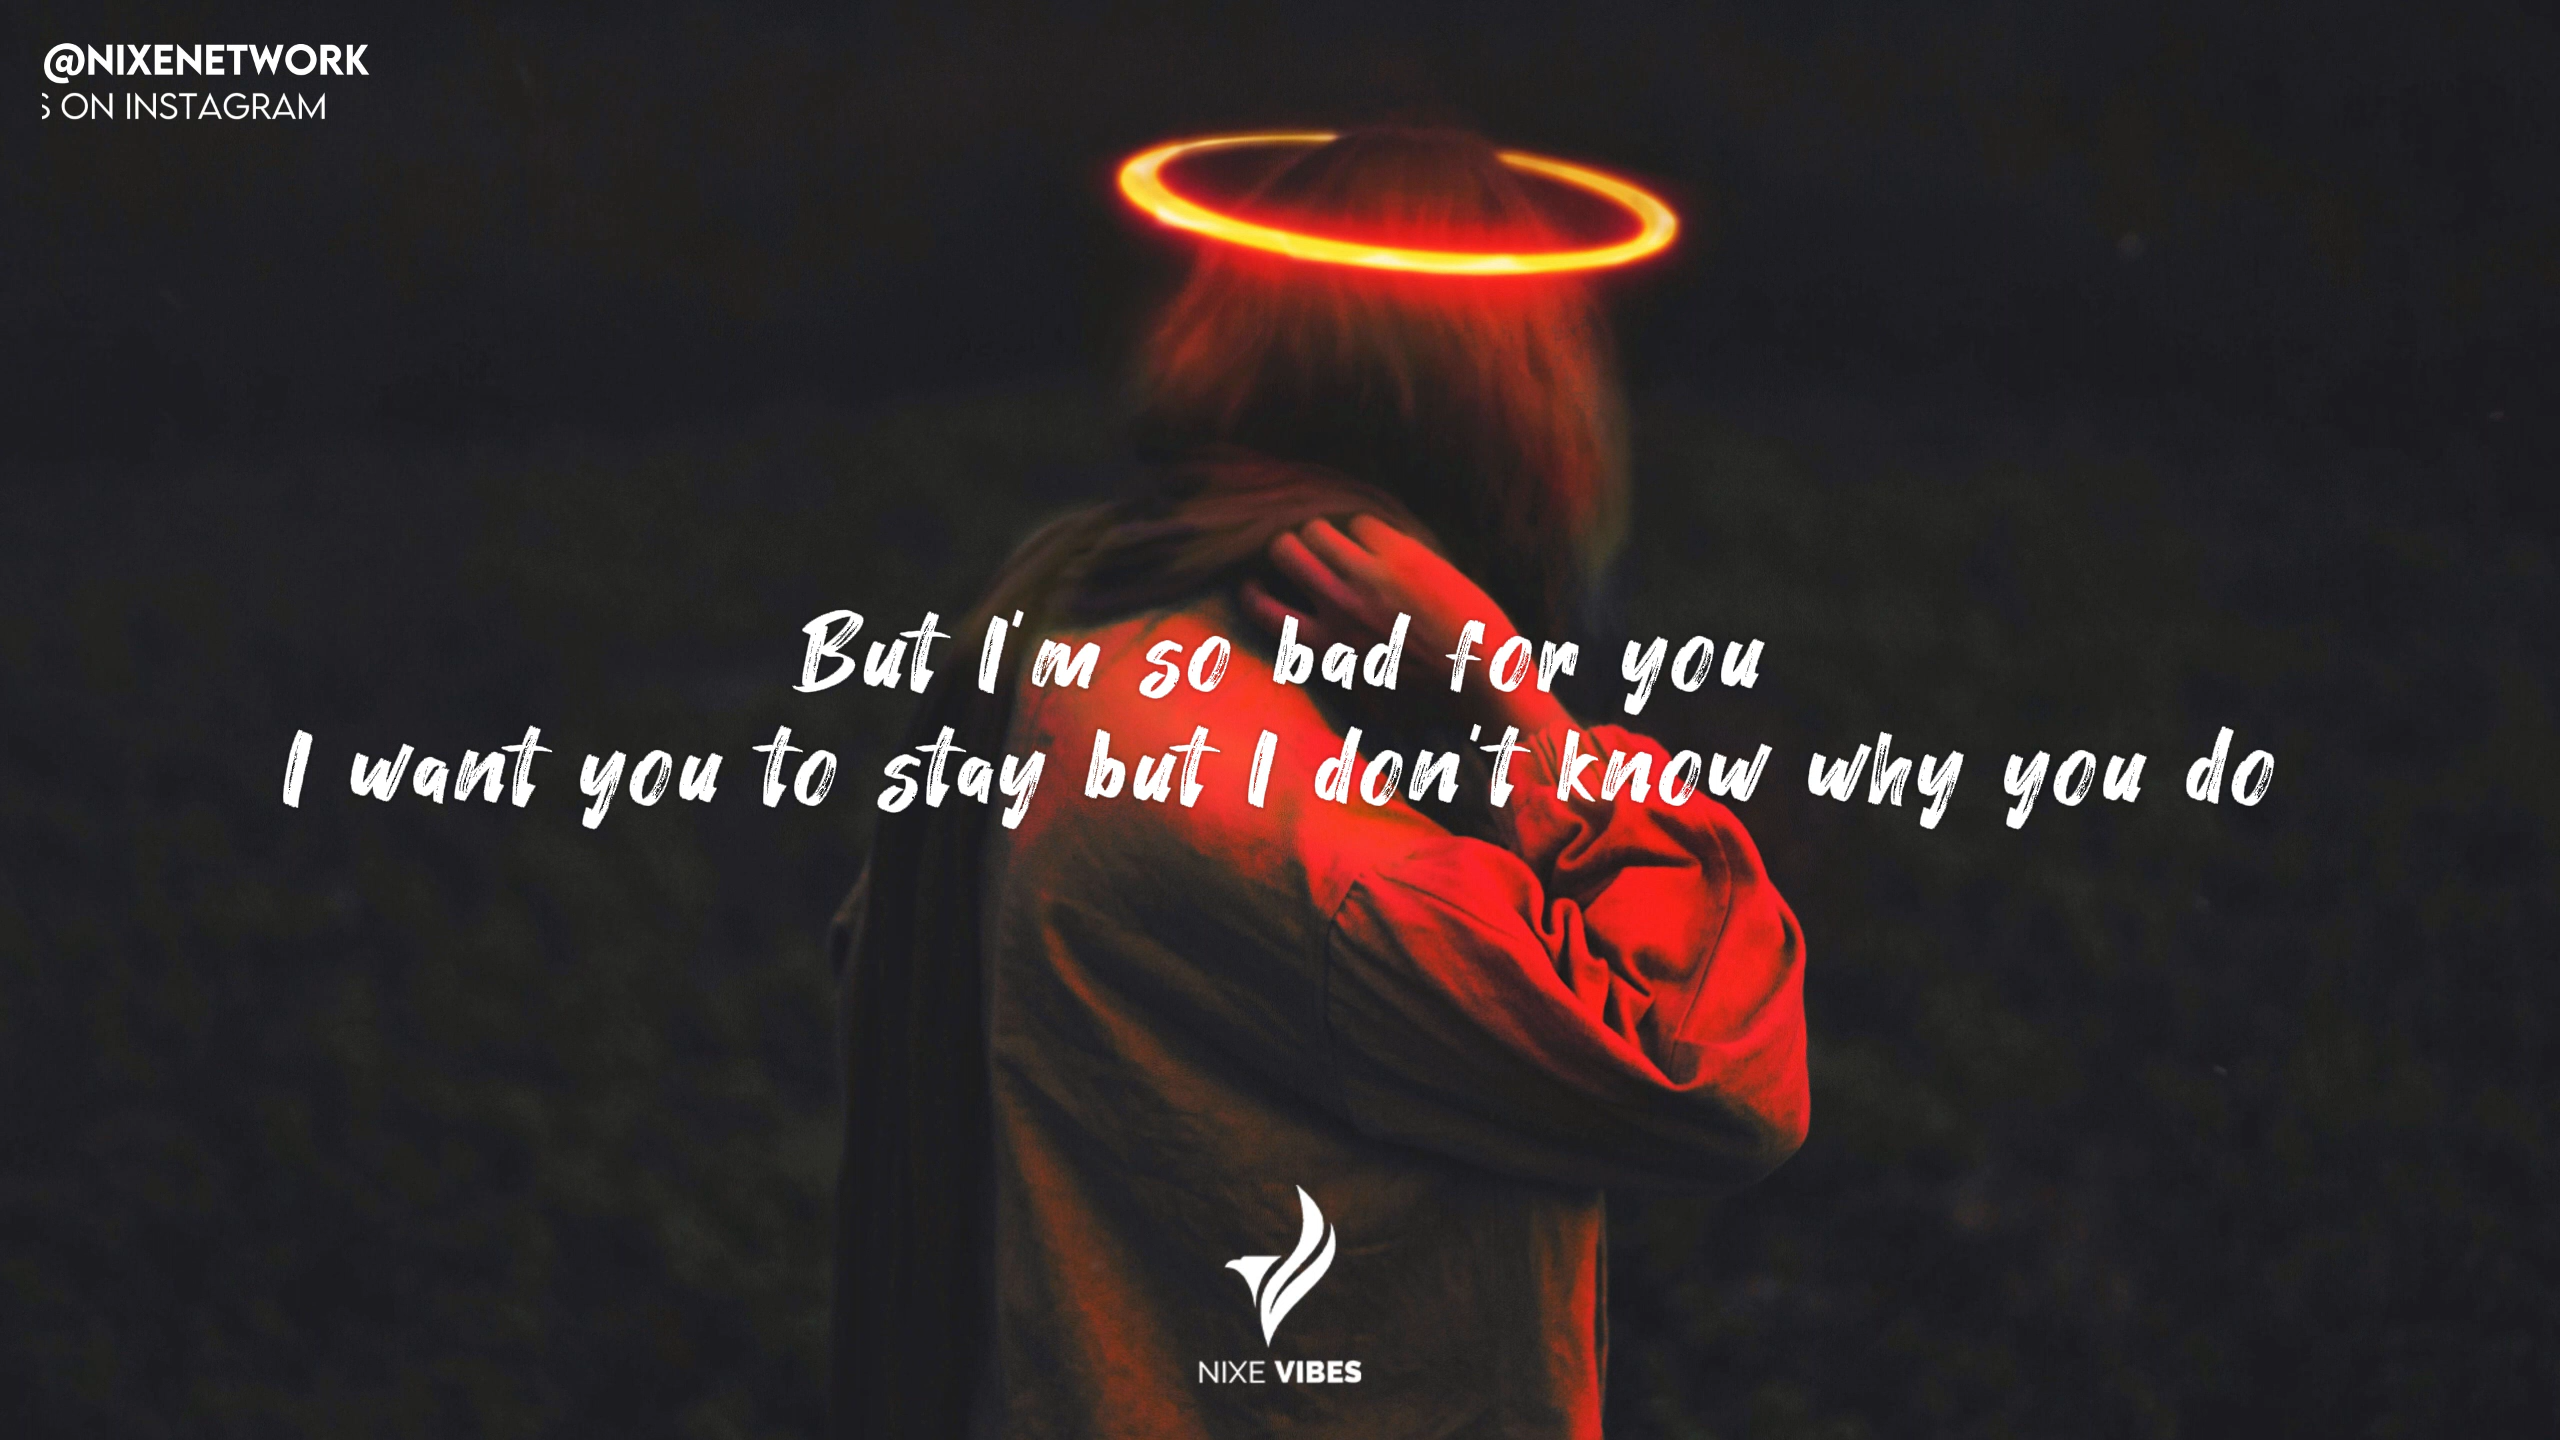 @NIXENETWORK
S ON INSTAGRAM
But I'm so bad for you
I want you to stay but I don't know why you do
NIXE VIBES